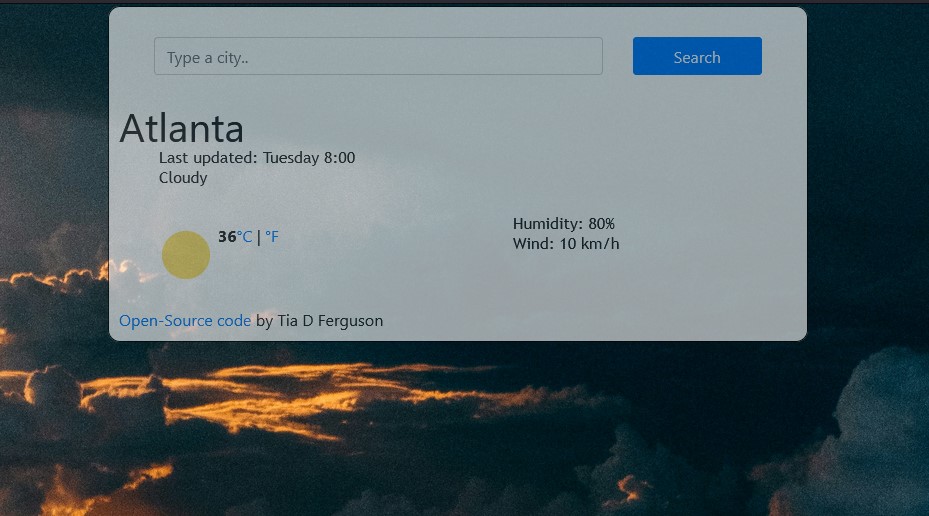 Type a city..
Search
Atlanta
Last updated: Tuesday 8:00
Cloudy
36°C | °F
Humidity: 80%
Wind: 10 km/h
Open-Source code by Tia D Ferguson